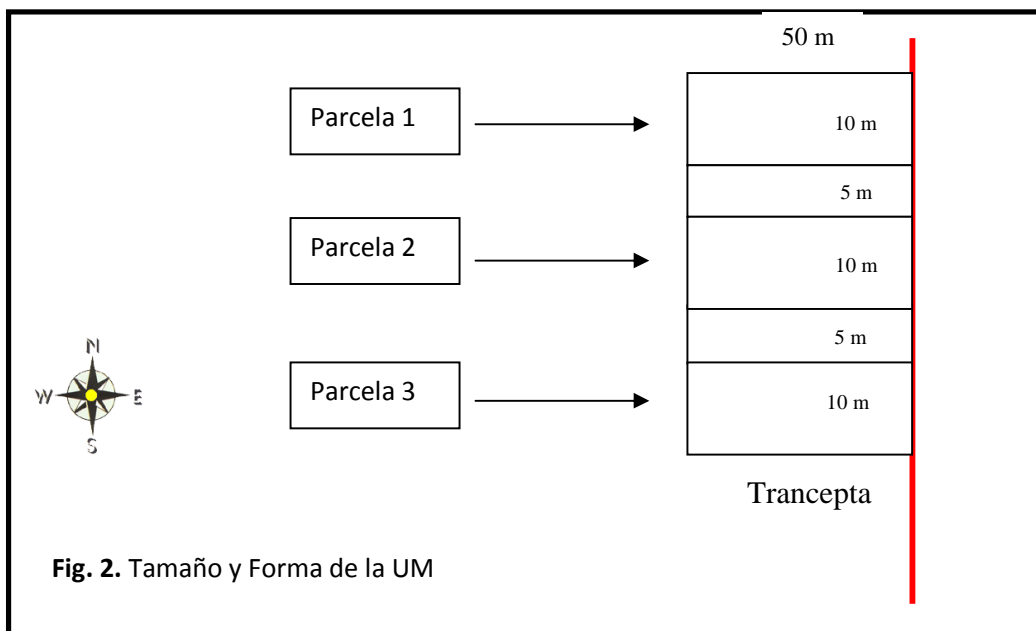 50 m
Parcela 1
10 m
5 m
Parcela 2
10 m
5 m
N
W
E
S
Parcela 3
10 m
Trancepta
Fig. 2. Tamaño y Forma de la UM